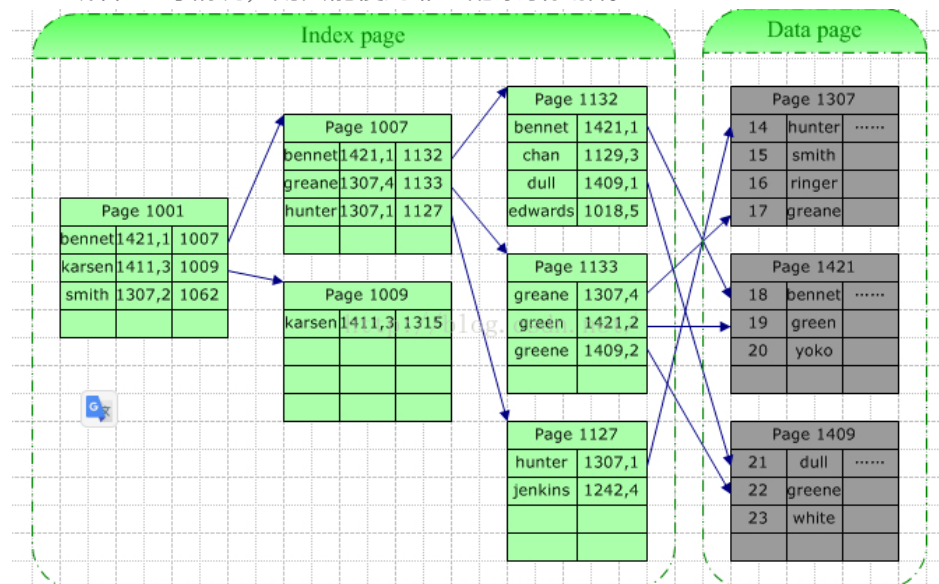 Index page
Data page
Page 1001
bennet 1421,1 1007
karsen 1411,3 1009
smith 1307,2 1062
Page 1007
bennet 1421,1 1132
greane 1307,4 1133
hunter 1307,1 1127
Page 1009
karsen 1411,3 1315
Page 1132
bennet 1421,1
chan 1129,3
dull 1409,1
edwards 1018,5
Page 1133
greane 1307,4
green 1421,2
greene 1409,2
Page 1127
hunter 1307,1
jenkins 1242,4
Page 1307
14 hunter ······
15 smith
16 ringer
17 greane
Page 1421
18 bennet ······
19 green
20 yoko
Page 1409
21 dull ······
22 greene
23 white